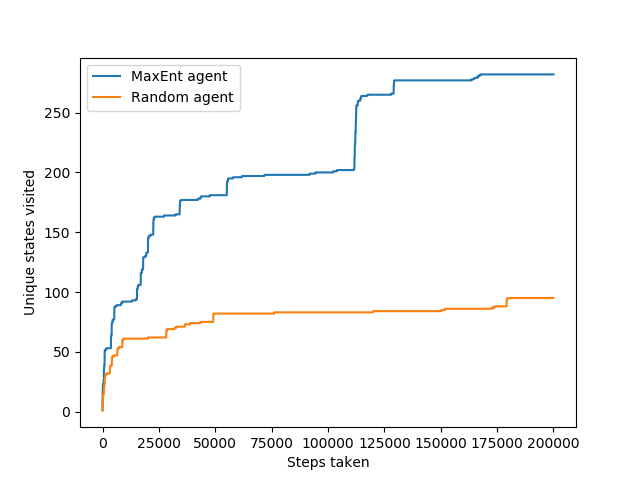 MaxEnt agent
Random agent
Unique states visited
250
200
150
100
50
0
0 25000 50000 75000 100000 125000 150000 175000 200000
Steps taken